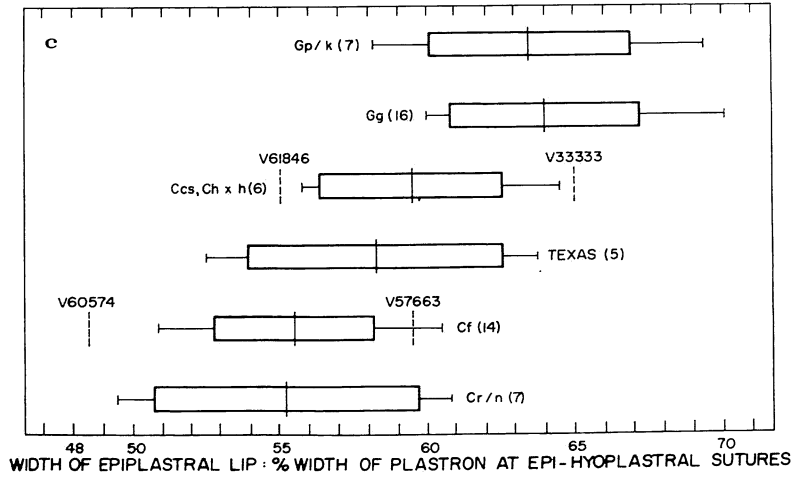 c
Gp/k (7)
Gg (16)
V61846
V33333
Ccs, Ch x h(6)
TEXAS (5)
V60574
V57663
Cf (14)
Cr/n (7)
48 50 55 60 65 70
WIDTH OF EPIPLASTRAL LIP : % WIDTH OF PLASTRON AT EPI-HYOPLASTRAL SUTURES